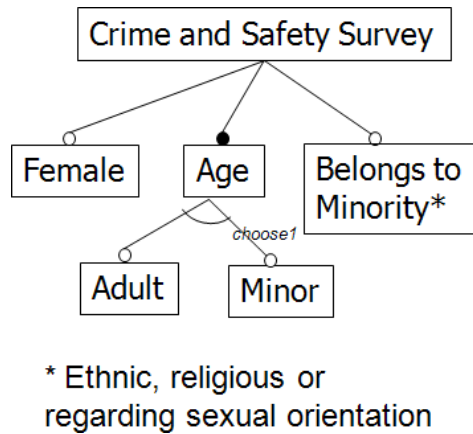 Crime and Safety Survey
Female
Age
Belongs to
Minority*
choose1
Adult
Minor
* Ethnic, religious or
regarding sexual orientation